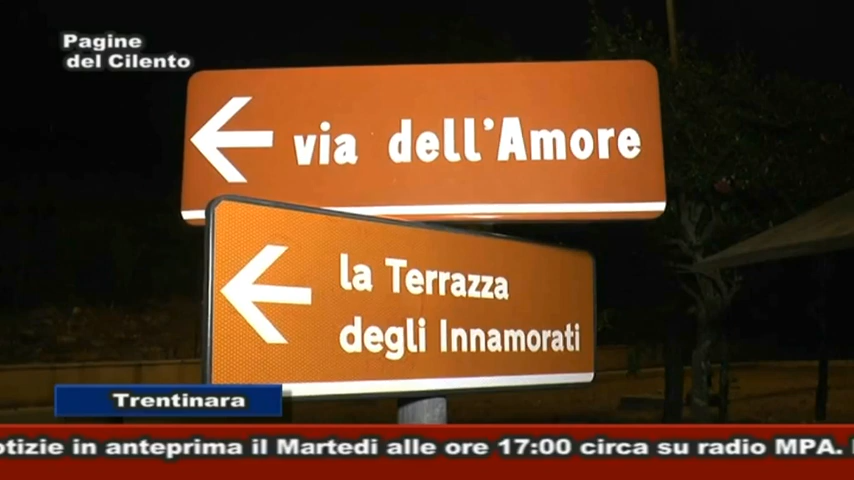 Pagine
del Cilento
via dell'Amore
la Terrazza
degli Innamorati
Trentinara
otizie in anteprima il Martedi alle ore 17:00 circa su radio MPA.